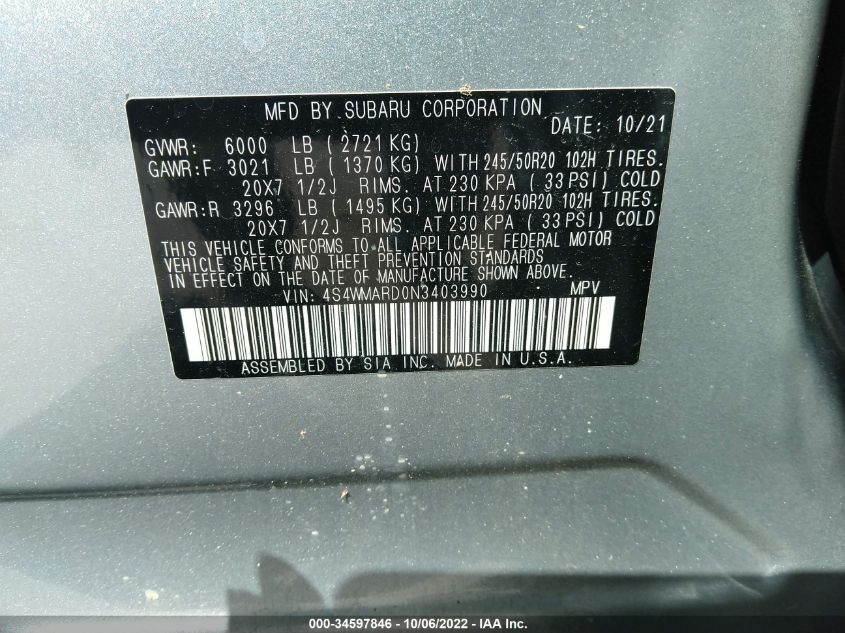 MFD BY SUBARU CORPORATION
DATE: 10/21
GVWR: 6000 LB ( 2721 KG)
GAWR:F 3021 LB ( 1370 KG) WITH 245/50R20 102H TIRES.
20X7 1/2J RIMS. AT 230 KPA ( 33 PSI) COLD
GAWR:R 3296 LB ( 1495 KG) WITH 245/50R20 102H TIRES.
20X7 1/2J RIMS. AT 230 KPA ( 33 PSI) COLD
THIS VEHICLE CONFORMS TO ALL APPLICABLE FEDERAL MOTOR
VEHICLE SAFETY AND THEFT PREVENTION STANDARDS
IN EFFECT ON THE DATE OF MANUFACTURE SHOWN ABOVE.
VIN: 4S4WMARD0N3403990 MPV
ASSEMBLED BY SIA INC. MADE IN U.S.A.
000-34597846 - 10/06/2022 - IAA Inc.